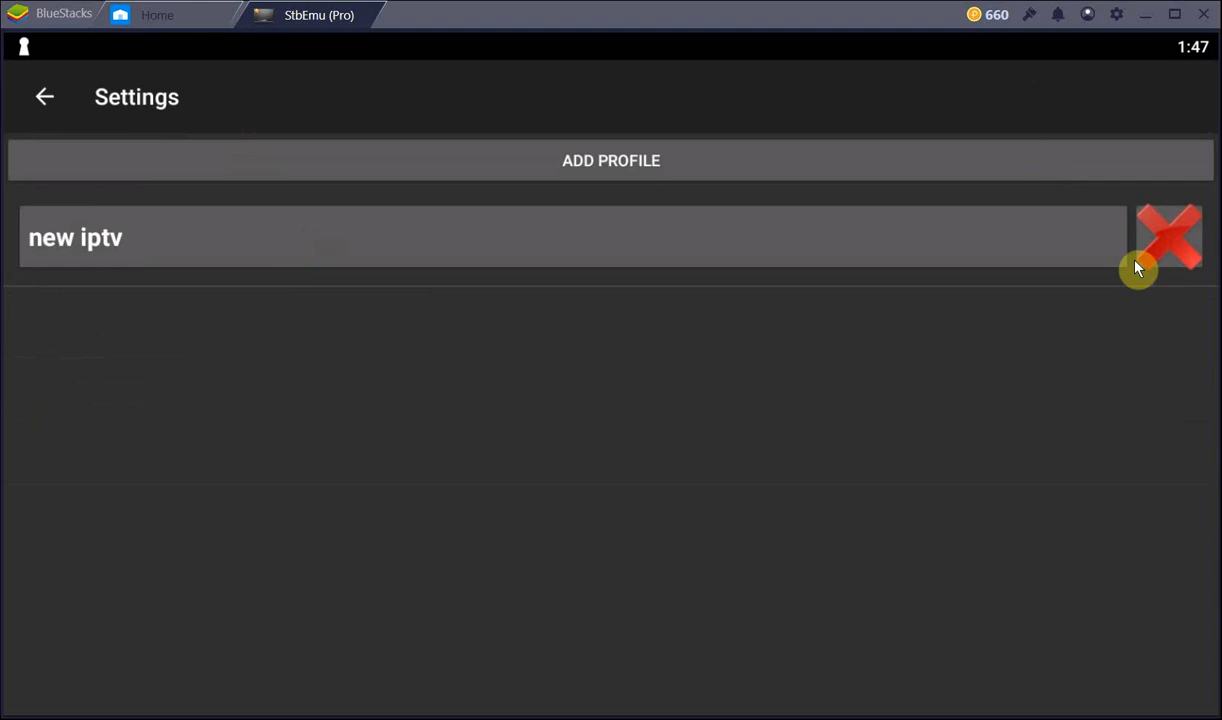 BlueStacks
Home
StbEmu (Pro)
660
1:47
Settings
ADD PROFILE
new iptv